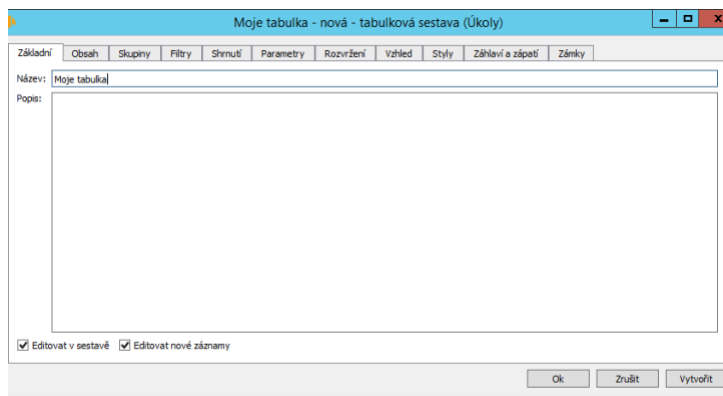 Moje tabulka - nová - tabulková sestava (Úkoly)
Základní Obsah Skupiny Filtry Shrnutí Parametry Rozvržení Vzhled Styly Záhlaví a zápatí Zámky
Název: Moje tabulka
Popis:
Editovat v sestavě Editovat nové záznamy
Ok Zrušit Vytvořit